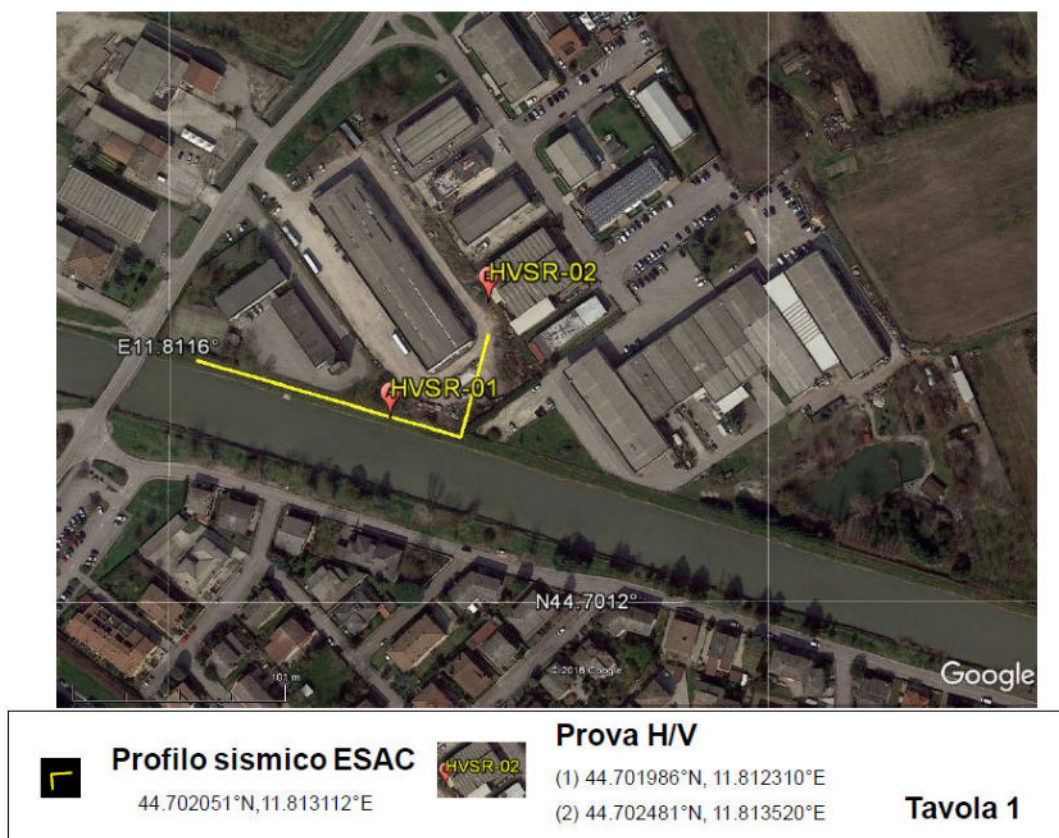 HVSR-02
E11.8116°
HVSR-01
A
N44.7012°
© 2018 Google
101 m
Google
Profilo sismico ESAC
44.702051°N,11.813112°E
HVSR-02
Prova H/V
(1) 44.701986°N, 11.812310°E
(2) 44.702481°N, 11.813520°E
Tavola 1